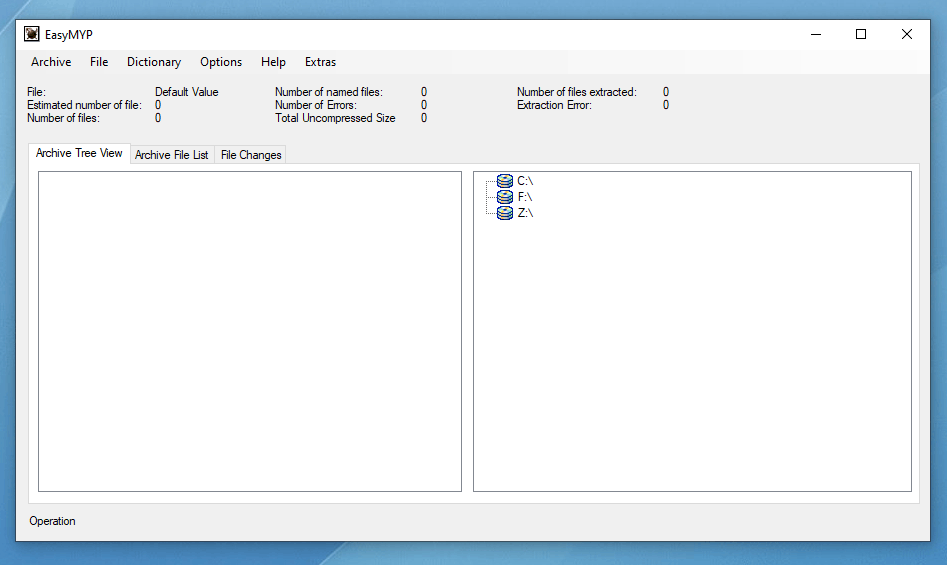 EasyMYP
Archive File Dictionary Options Help Extras
File: Default Value Number of named files: 0 Number of files extracted: 0
Estimated number of file: 0 Number of Errors: 0 Extraction Error: 0
Number of files: 0 Total Uncompressed Size 0
Archive Tree View Archive File List File Changes
C:\
F:\
Z:\
Operation